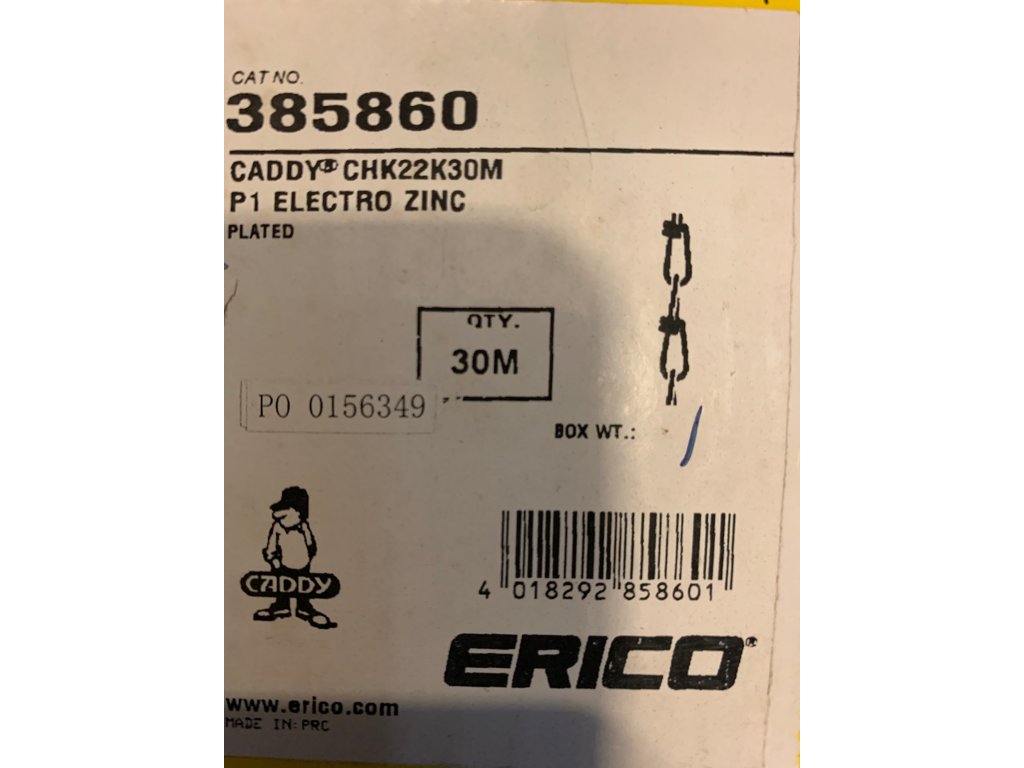 CAT NO.
385860
CADDY® CHK22K30M
P1 ELECTRO ZINC
PLATED
QTY.
30M
PO 0156349
BOX WT.:
CADDY
4 018292 858601
ERICO®
www.erico.com
MADE IN: PRC